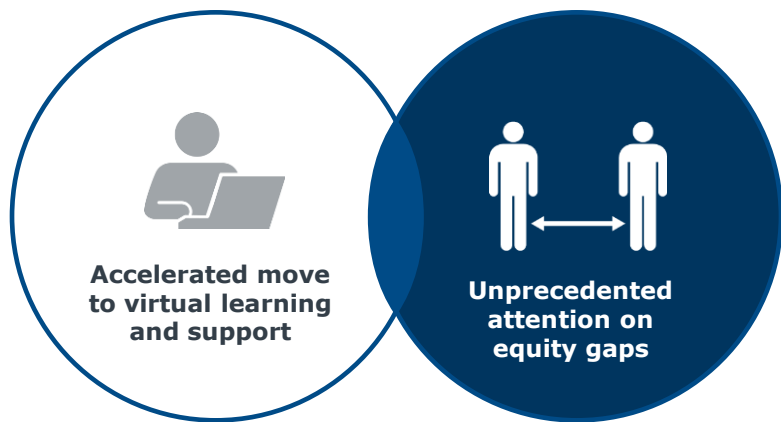 Accelerated move
to virtual learning
and support
Unprecedented
attention on
equity gaps